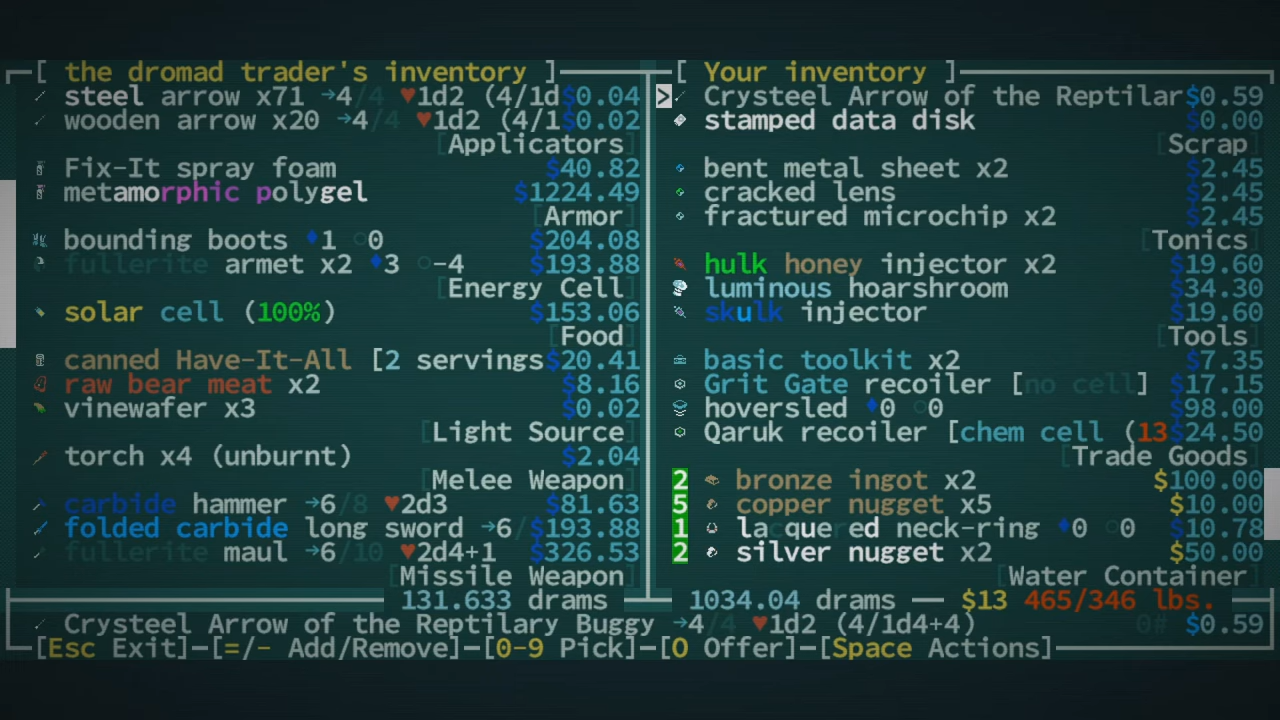 [ the dromad trader's inventory ]
steel arrow x71 →4/4 ♥1d2 (4/1d$0.04
wooden arrow x20 →4/4 ♥1d2 (4/1$0.02
[Applicators]
Fix-It spray foam $40.82
metamorphic polygel $1224.49
[Armor]
bounding boots ♦1 ○0 $204.08
fullerite armet x2 ♦3 ○-4 $193.88
[Energy Cell]
solar cell (100%) $153.06
[Food]
canned Have-It-All [2 servings$20.41
raw bear meat x2 $8.16
vinewafer x3 $0.02
[Light Source]
torch x4 (unburnt) $2.04
[Melee Weapon]
carbide hammer →6/8 ♥2d3 $81.63
folded carbide long sword →6/ $193.88
fullerite maul →6/10 ♥2d4+1 $326.53
[Missile Weapon]
131.633 drams
[ Your inventory ]
> Crysteel Arrow of the Reptilar$0.59
stamped data disk $0.00
[Scrap]
bent metal sheet x2 $2.45
cracked lens $2.45
fractured microchip x2 $2.45
[Tonics]
hulk honey injector x2 $19.60
luminous hoarshroom $34.30
skulk injector $19.60
[Tools]
basic toolkit x2 $7.35
Grit Gate recoiler [no cell] $17.15
hoversled ♦0 ○0 $98.00
Qaruk recoiler [chem cell (13$24.50
[Trade Goods]
2 bronze ingot x2 $100.00
5 copper nugget x5 $10.00
1 lacquered neck-ring ♦0 ○0 $10.78
2 silver nugget x2 $50.00
[Water Container]
1034.04 drams — $13 465/346 lbs.
Crysteel Arrow of the Reptilary Buggy →4/4 ♥1d2 (4/1d4+4) 0# $0.59
[Esc Exit]-[=/- Add/Remove]-[0-9 Pick]-[O Offer]-[Space Actions]